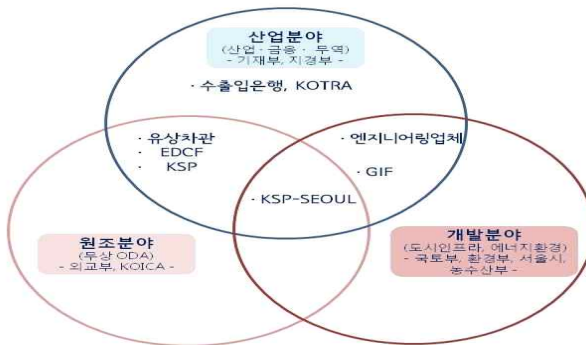 산업분야
(산업·금융· 무역)
- 기재부, 지경부 -
· 수출입은행, KOTRA
· 유상차관
· EDCF
· KSP
· 엔지니어링업체
· GIF
· KSP-SEOUL
원조분야
(무상 ODA)
- 외교부, KOICA -
개발분야
(도시인프라, 에너지환경)
- 국토부, 환경부, 서울시,
농수산부 -